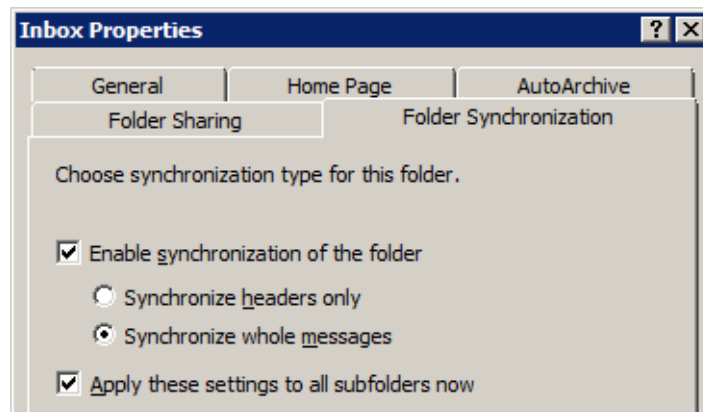 Inbox Properties
General Home Page AutoArchive
Folder Sharing Folder Synchronization
Choose synchronization type for this folder.
Enable synchronization of the folder
Synchronize headers only
Synchronize whole messages
Apply these settings to all subfolders now